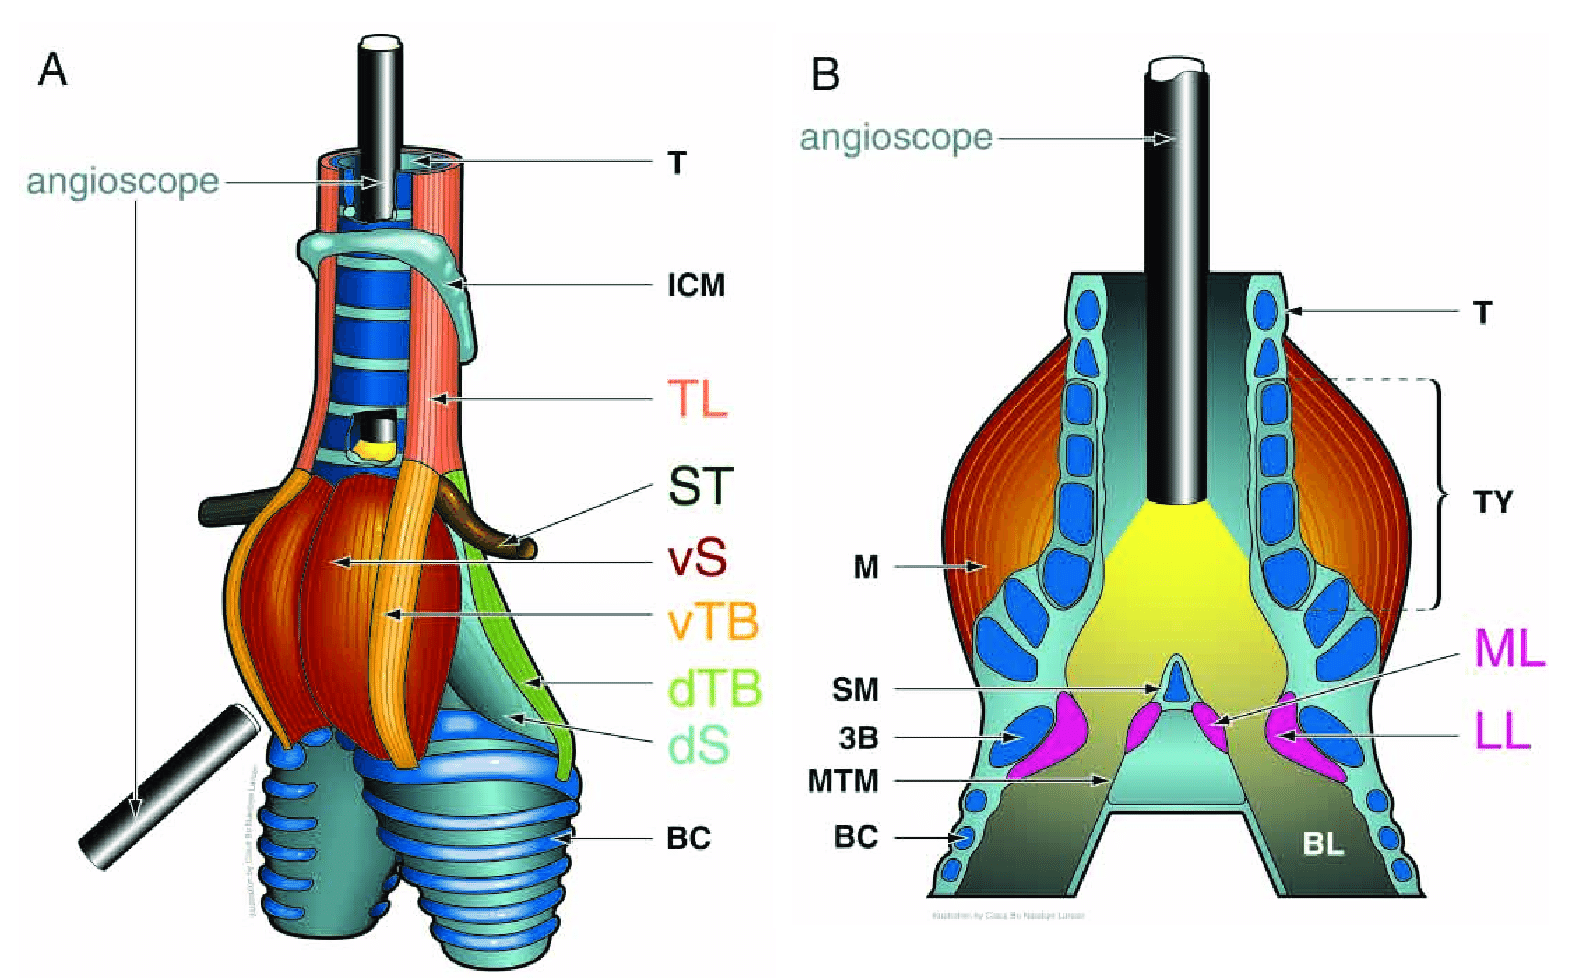 A
angioscope
T
ICM
TL
ST
vS
vTB
dTB
dS
BC
B
angioscope
T
TY
M
ML
SM
LL
3B
MTM
BC
BL